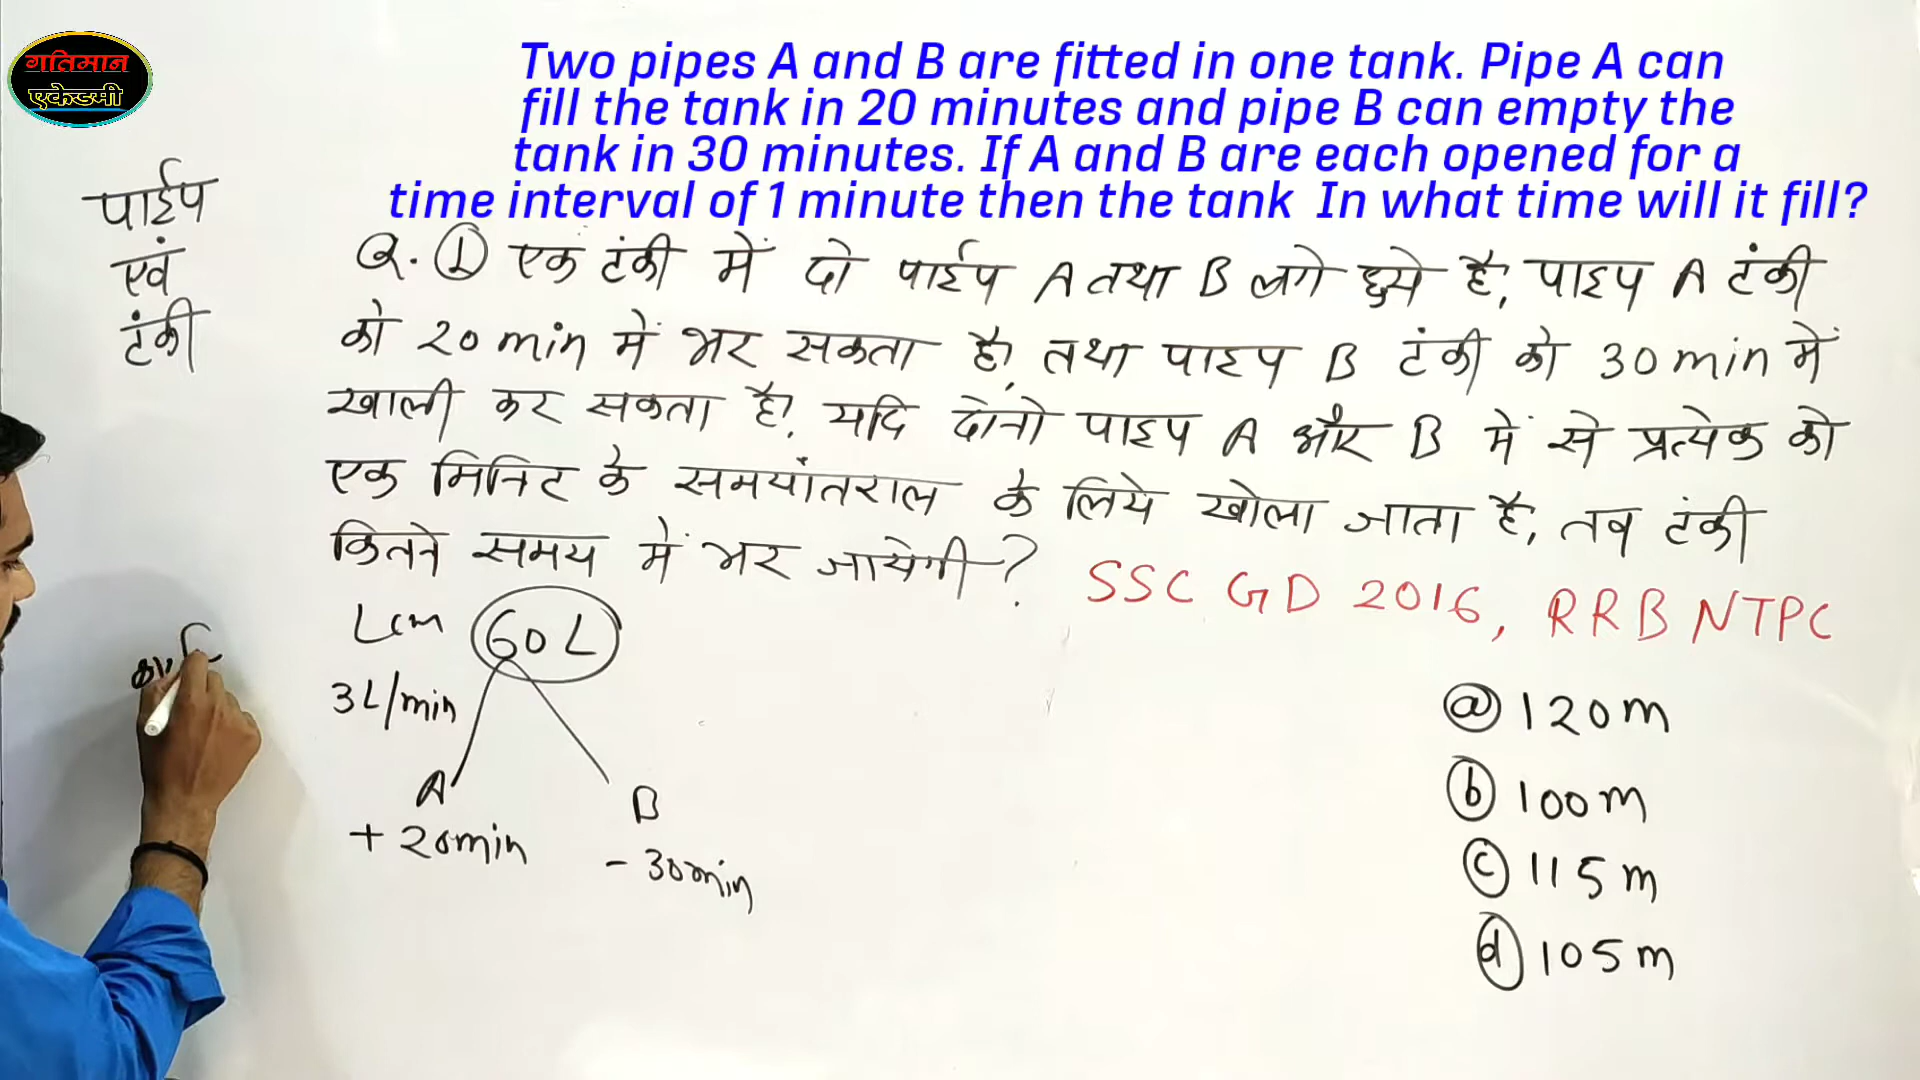 गतिमान
एकेडमी
Two pipes A and B are fitted in one tank. Pipe A can
fill the tank in 20 minutes and pipe B can empty the
tank in 30 minutes. If A and B are each opened for a
time interval of 1 minute then the tank In what time will it fill?
पाईप
एवं
टंकी
Q. ① एक टंकी में दो पाईप A तथा B लगे हुये है, पाइप A टंकी
को 20 min में भर सकता है, तथा पाइप B टंकी को 30 min में
खाली कर सकता है, यदि दोनो पाइप A और B में से प्रत्येक को
एक मिनिट के समयांतराल के लिये खोला जाता है, तब टंकी
कितने समय में भर जायेगी?
SSC GD 2016, RRB NTPC
Lcm 60 L
3L/min
A B
+ 20min - 30min
ⓐ 120m
ⓑ 100m
ⓒ 115m
ⓓ 105m